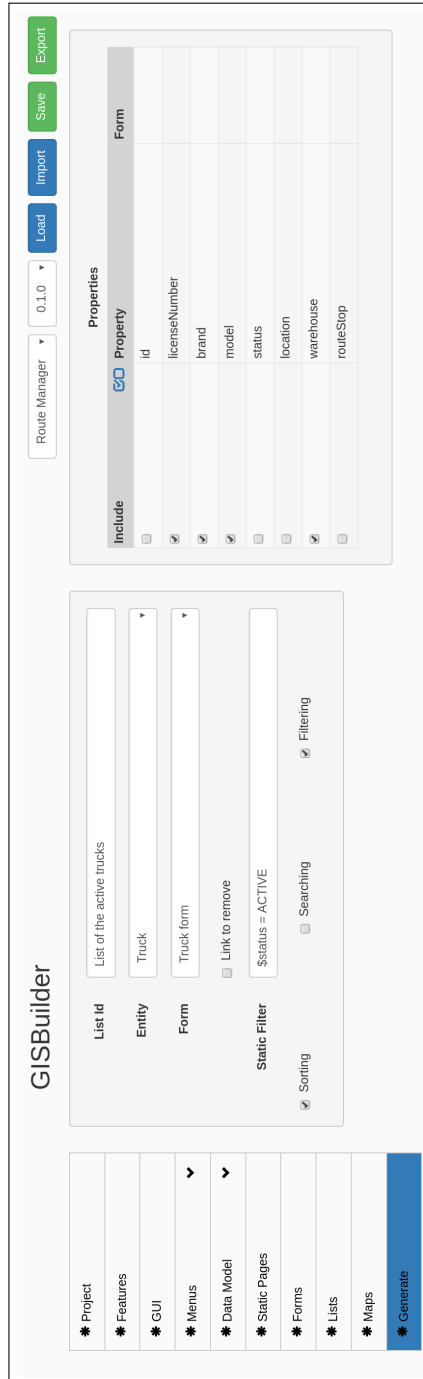 GISBuilder
Route Manager
0.1.0
Load
Import
Save
Export
Project
Features
GUI
Menus
Data Model
Static Pages
Forms
Lists
Maps
Generate
List Id
List of the active trucks
Entity
Truck
Form
Truck form
Link to remove
Static Filter
$status = ACTIVE
Sorting
Searching
Filtering
Properties
Include Property Form
id
licenseNumber
brand
model
status
location
warehouse
routeStop